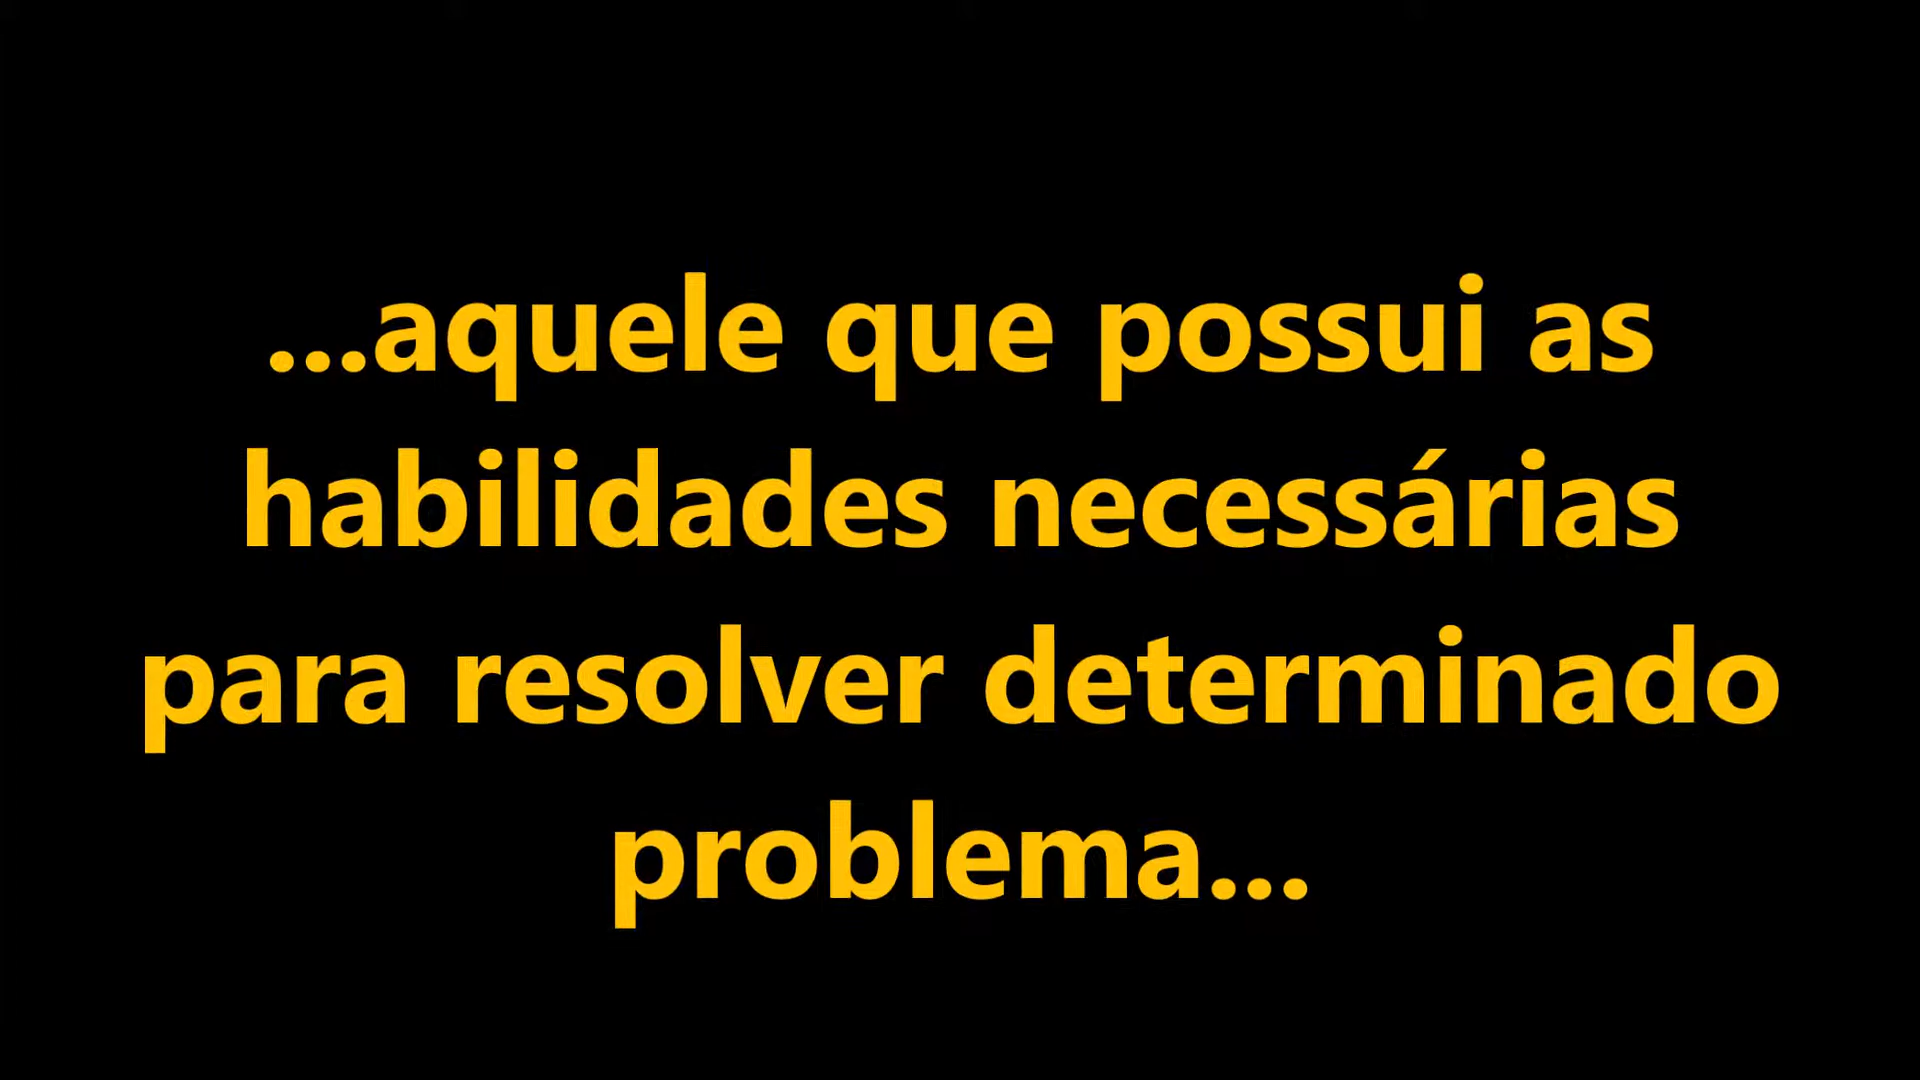 ...aquele que possui as
habilidades necessárias
para resolver determinado
problema...